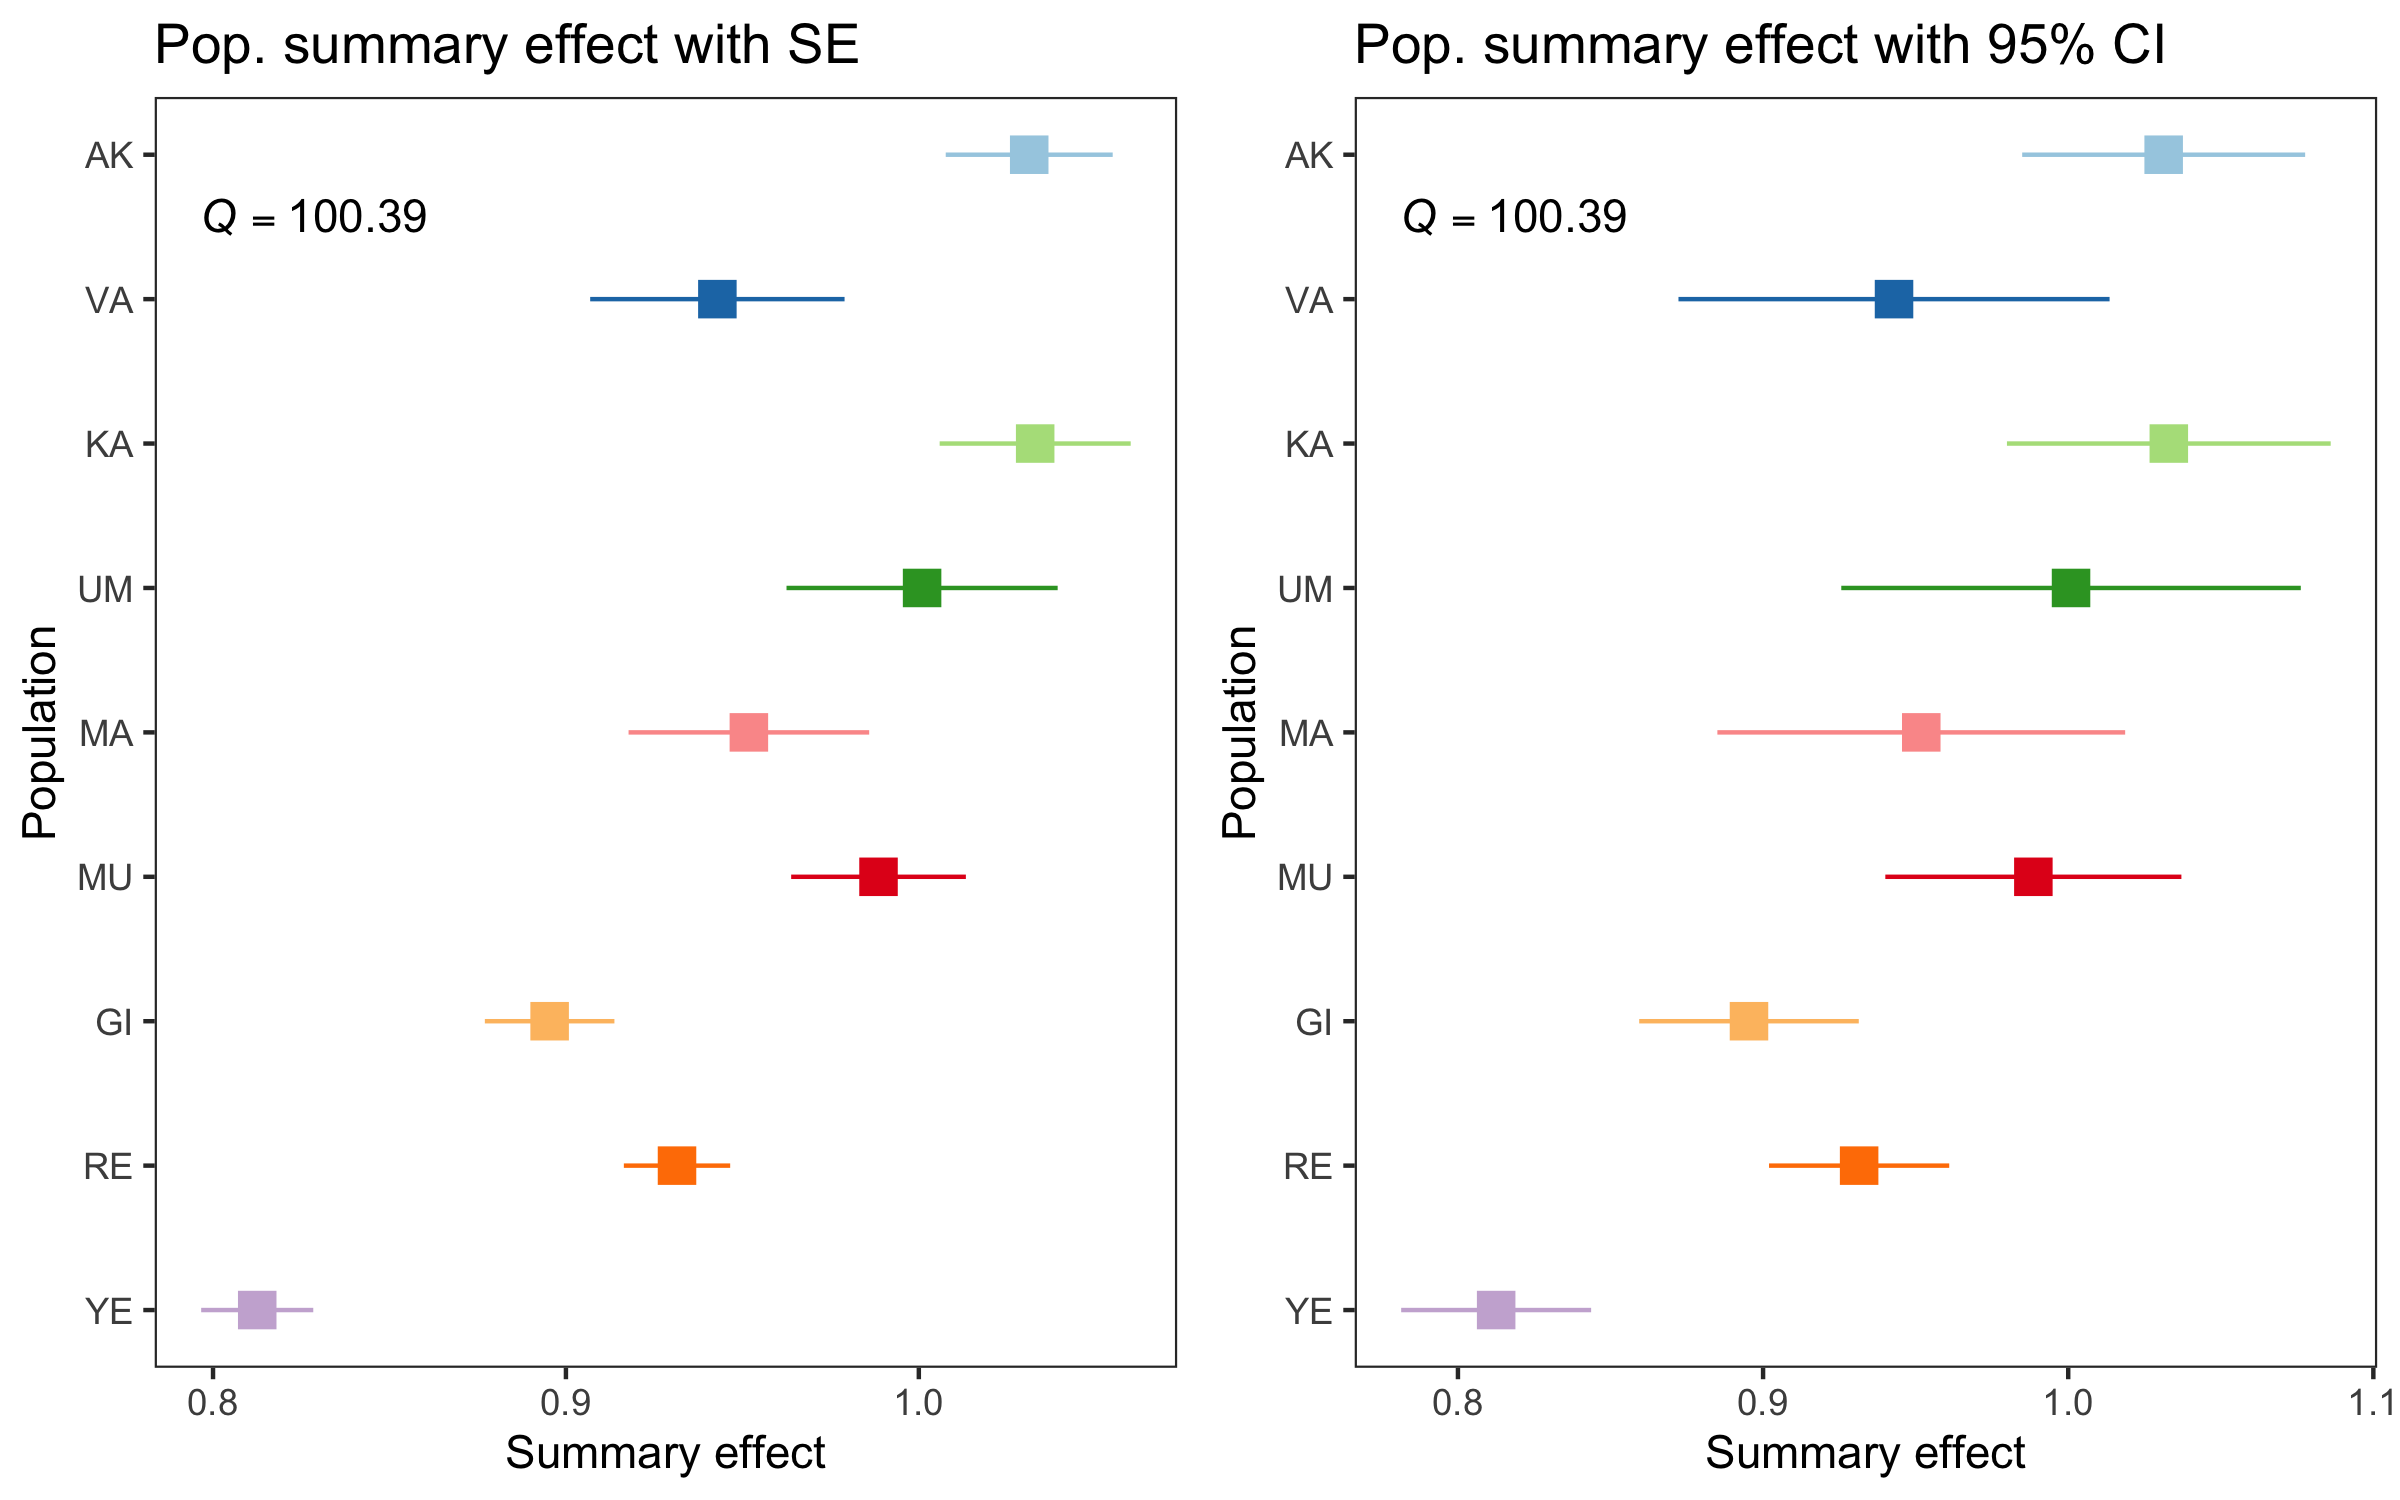 Pop. summary effect with SE
AK
VA
KA
UM
MA
MU
GI
RE
YE
Q = 100.39
Population
0.8 0.9 1.0
Summary effect
Pop. summary effect with 95% CI
AK
VA
KA
UM
MA
MU
GI
RE
YE
Q = 100.39
Population
0.8 0.9 1.0 1.1
Summary effect